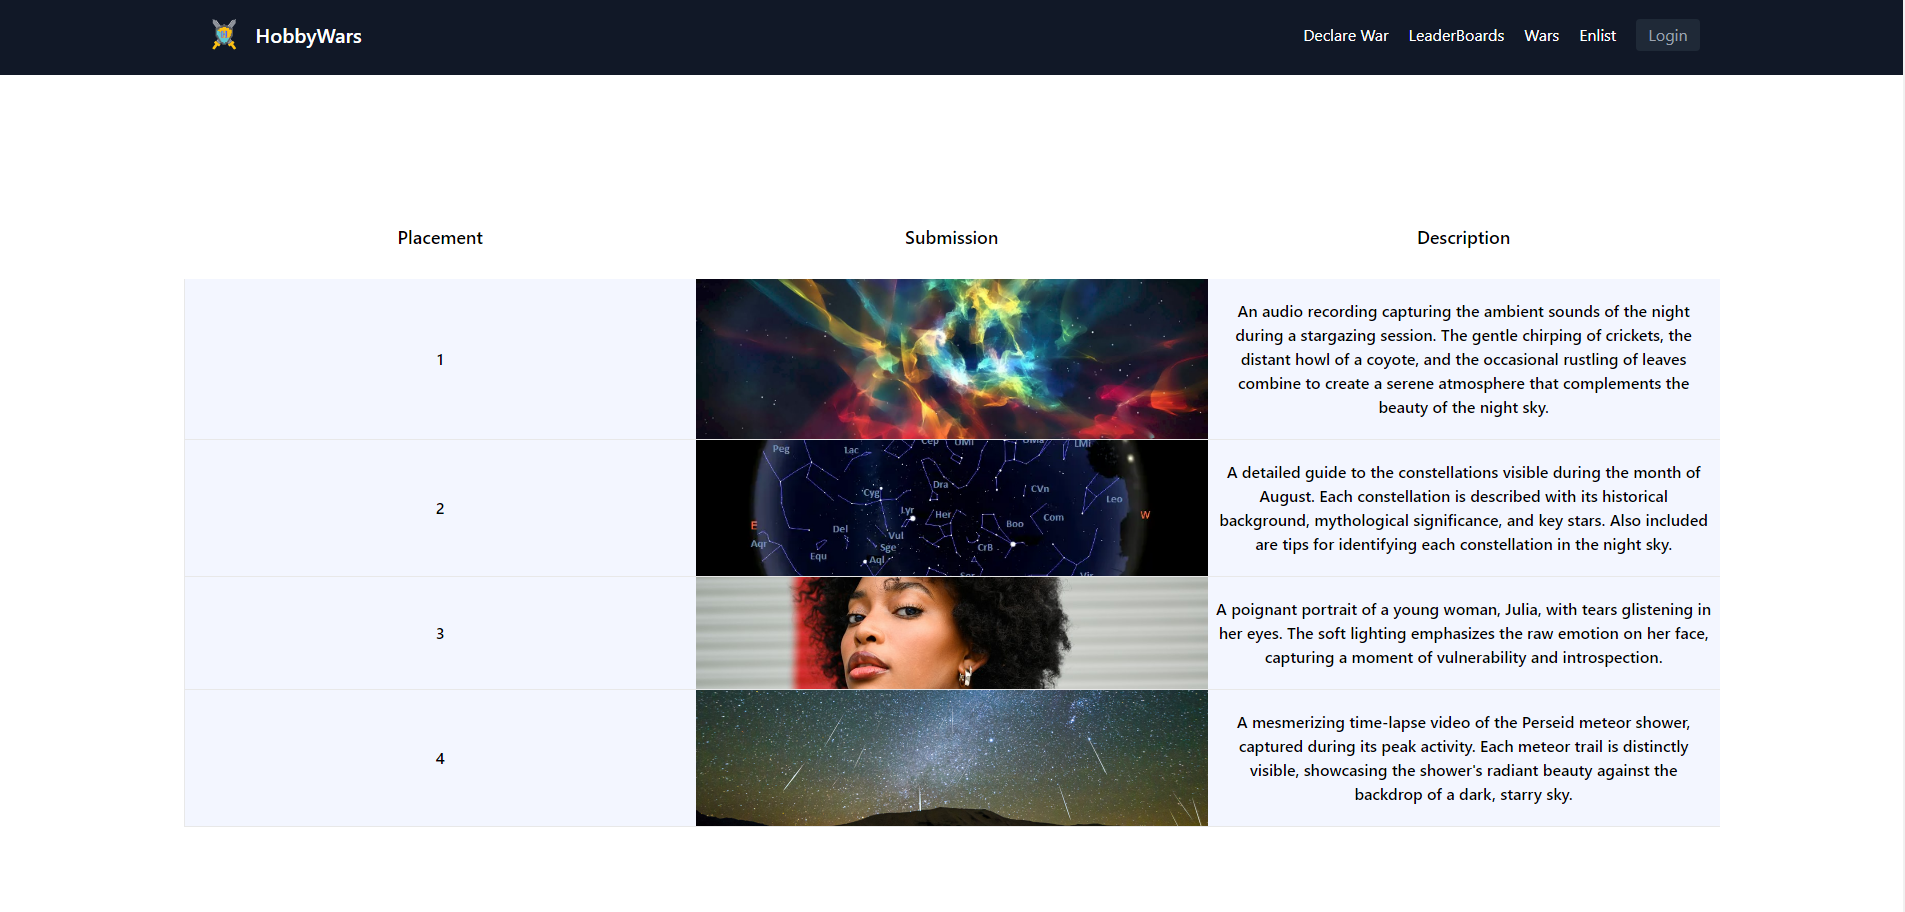 HobbyWars
Declare War
LeaderBoards
Wars
Enlist
Login
Placement
Submission
Description
1
An audio recording capturing the ambient sounds of the night
during a stargazing session. The gentle chirping of crickets, the
distant howl of a coyote, and the occasional rustling of leaves
combine to create a serene atmosphere that complements the
beauty of the night sky.
2
Peg
Lac
Cep
UMi
UMa
LMi
Cyg
Dra
CVn
Leo
Lyr
Her
Boo
Com
E
W
Del
Vul
Aqr
Equ
Sge
CrB
Aql
Ser
Vir
A detailed guide to the constellations visible during the month of
August. Each constellation is described with its historical
background, mythological significance, and key stars. Also included
are tips for identifying each constellation in the night sky.
3
A poignant portrait of a young woman, Julia, with tears glistening in
her eyes. The soft lighting emphasizes the raw emotion on her face,
capturing a moment of vulnerability and introspection.
4
A mesmerizing time-lapse video of the Perseid meteor shower,
captured during its peak activity. Each meteor trail is distinctly
visible, showcasing the shower's radiant beauty against the
backdrop of a dark, starry sky.